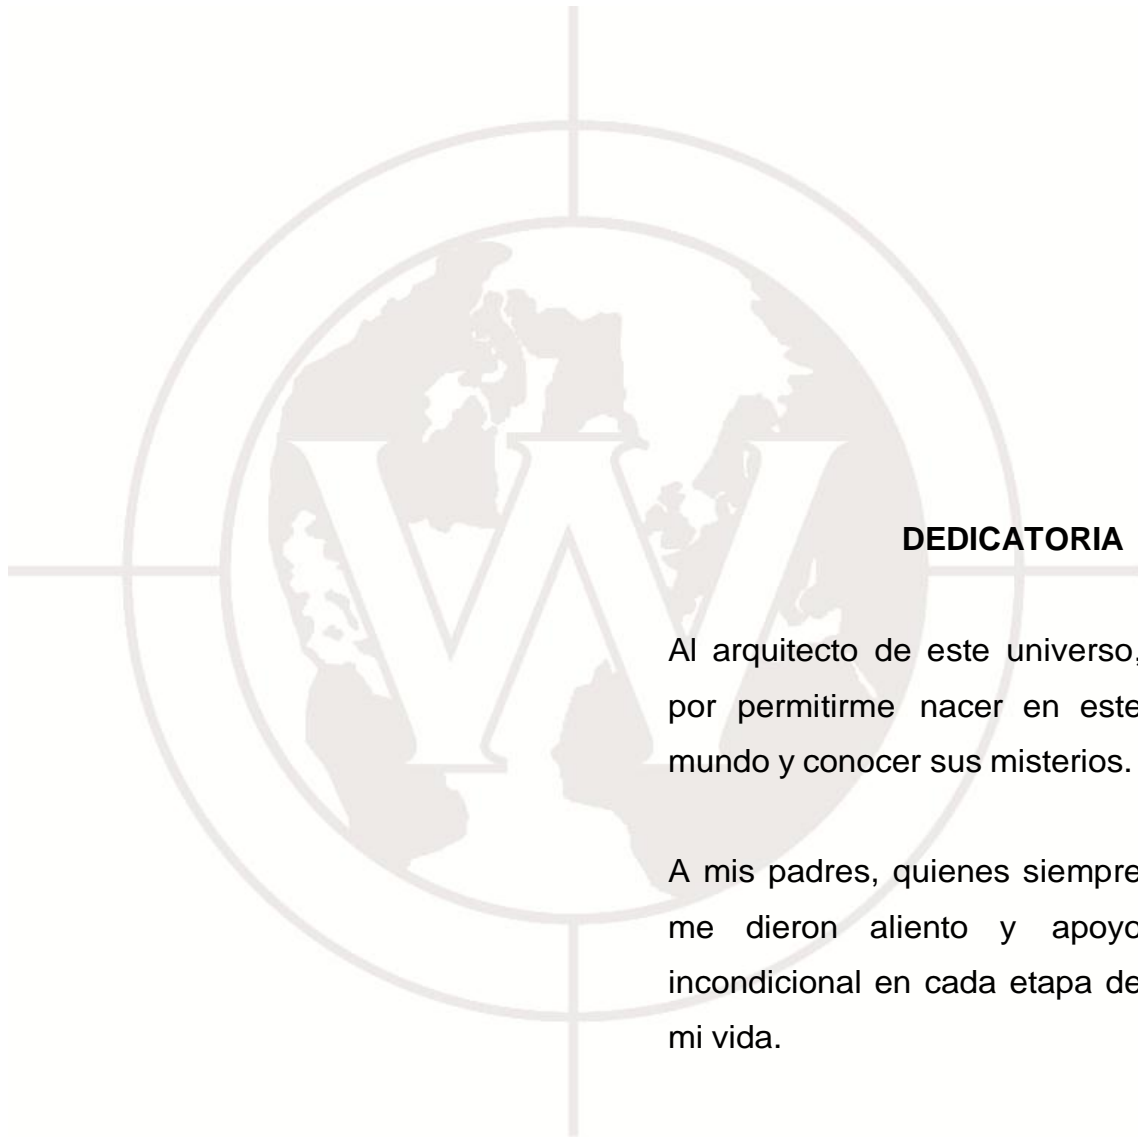 DEDICATORIA
Al arquitecto de este universo,
por permitirme nacer en este
mundo y conocer sus misterios.
A mis padres, quienes siempre
me dieron aliento y apoyo
incondicional en cada etapa de
mi vida.